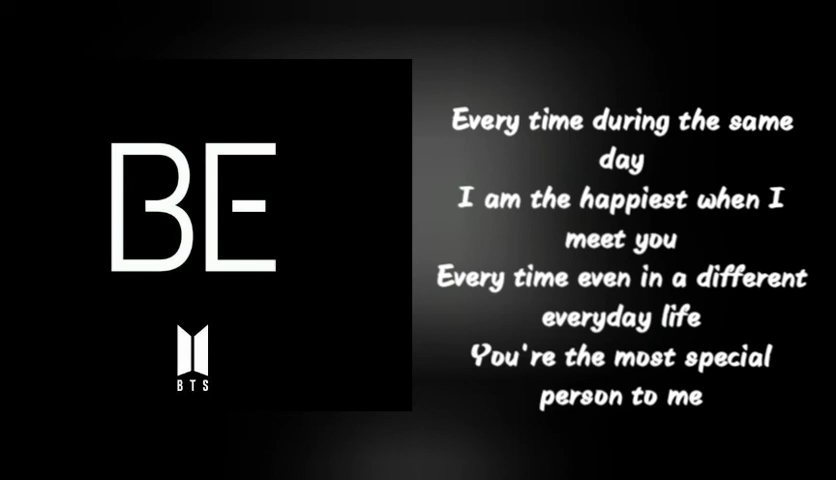 BE
BTS
Every time during the same
day
I am the happiest when I
meet you
Every time even in a different
everyday life
You're the most special
person to me